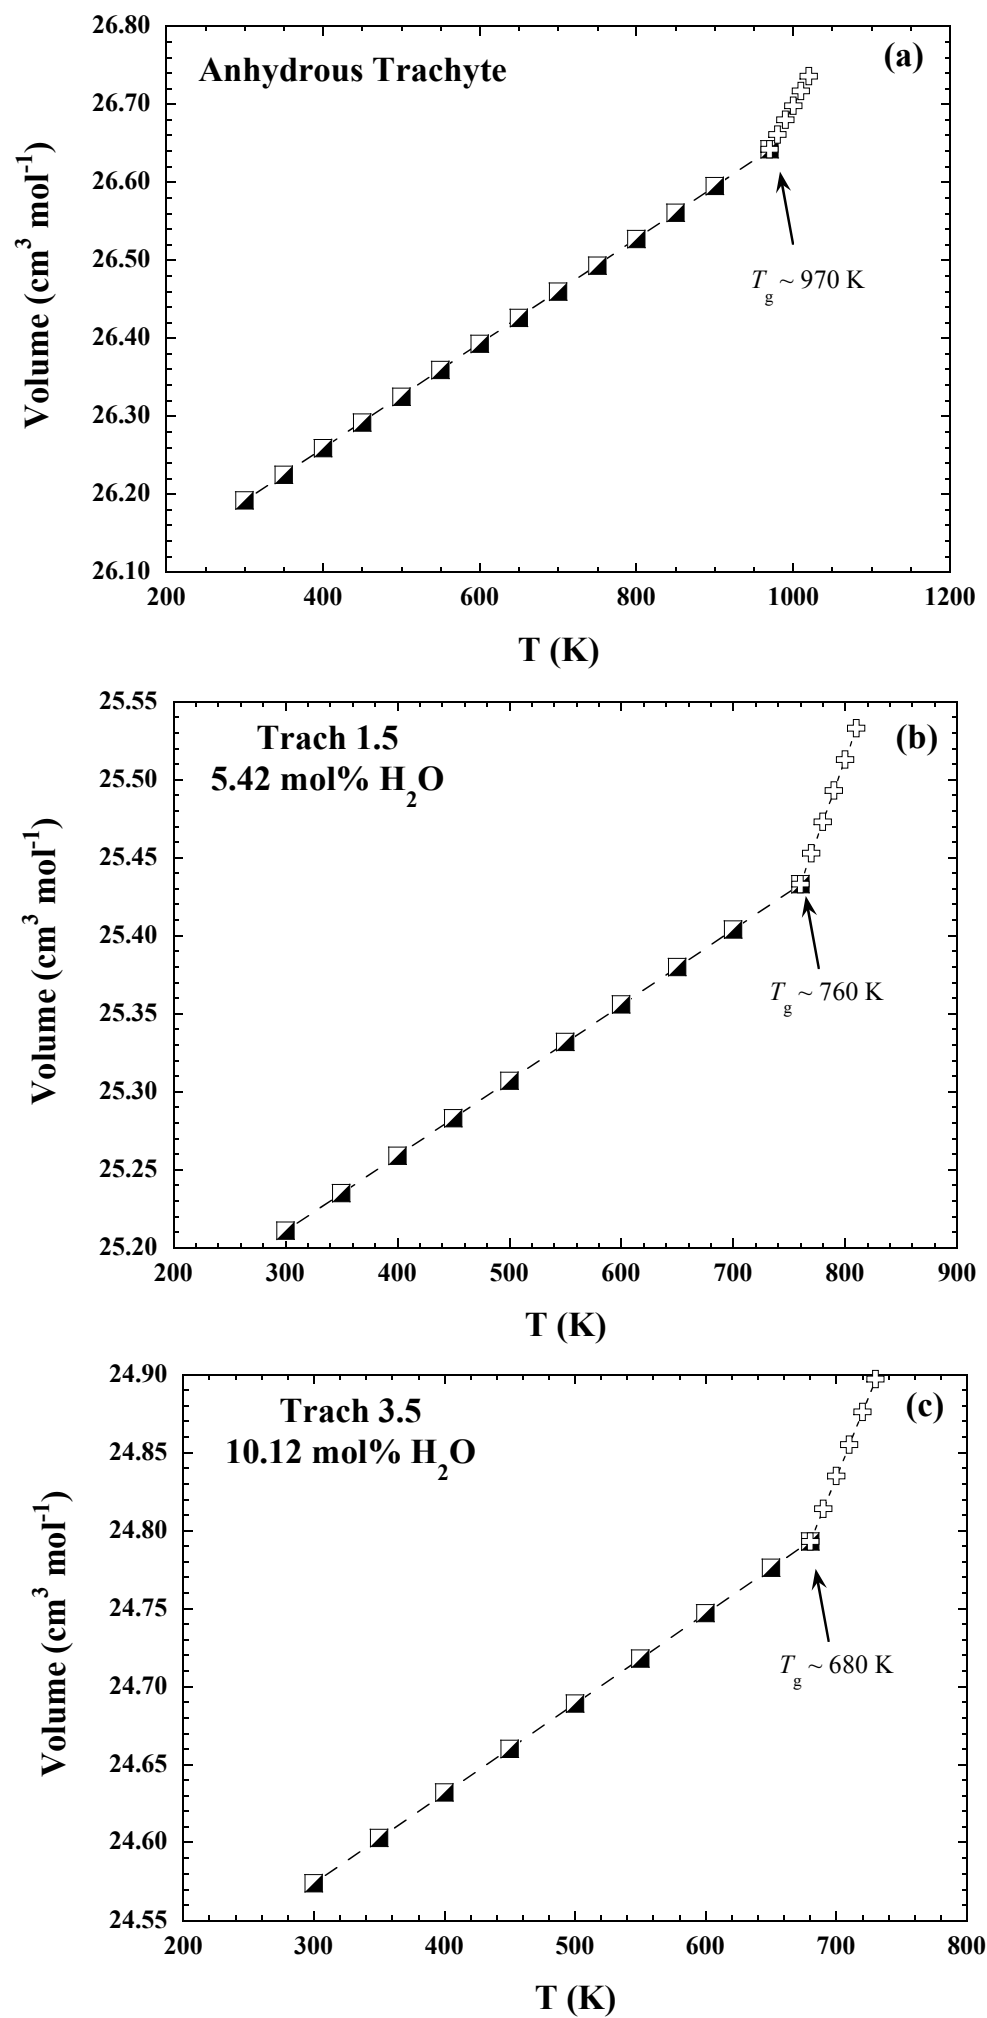 26.80
Anhydrous Trachyte
(a)
26.70
26.60
26.50
T_g ~ 970 K
26.40
26.30
26.20
26.10
Volume (cm³ mol⁻¹)
200 400 600 800 1000 1200
T (K)
25.55
Trach 1.5
(b)
5.42 mol% H₂O
25.50
25.45
25.40
T_g ~ 760 K
25.35
25.30
25.25
25.20
Volume (cm³ mol⁻¹)
200 300 400 500 600 700 800 900
T (K)
24.90
Trach 3.5
(c)
10.12 mol% H₂O
24.85
24.80
24.75
T_g ~ 680 K
24.70
24.65
24.60
24.55
Volume (cm³ mol⁻¹)
200 300 400 500 600 700 800
T (K)